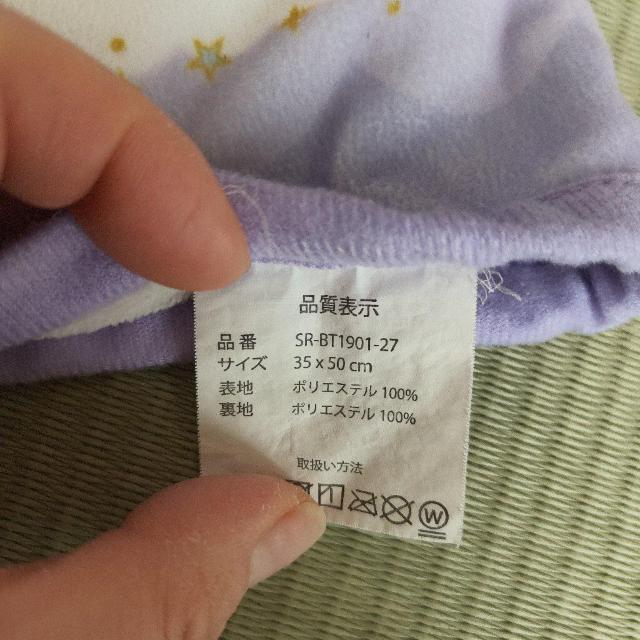 品質表示
品番 SR-BT1901-27
サイズ 35 x 50 cm
表地 ポリエステル 100%
裏地 ポリエステル 100%
取扱い方法
W